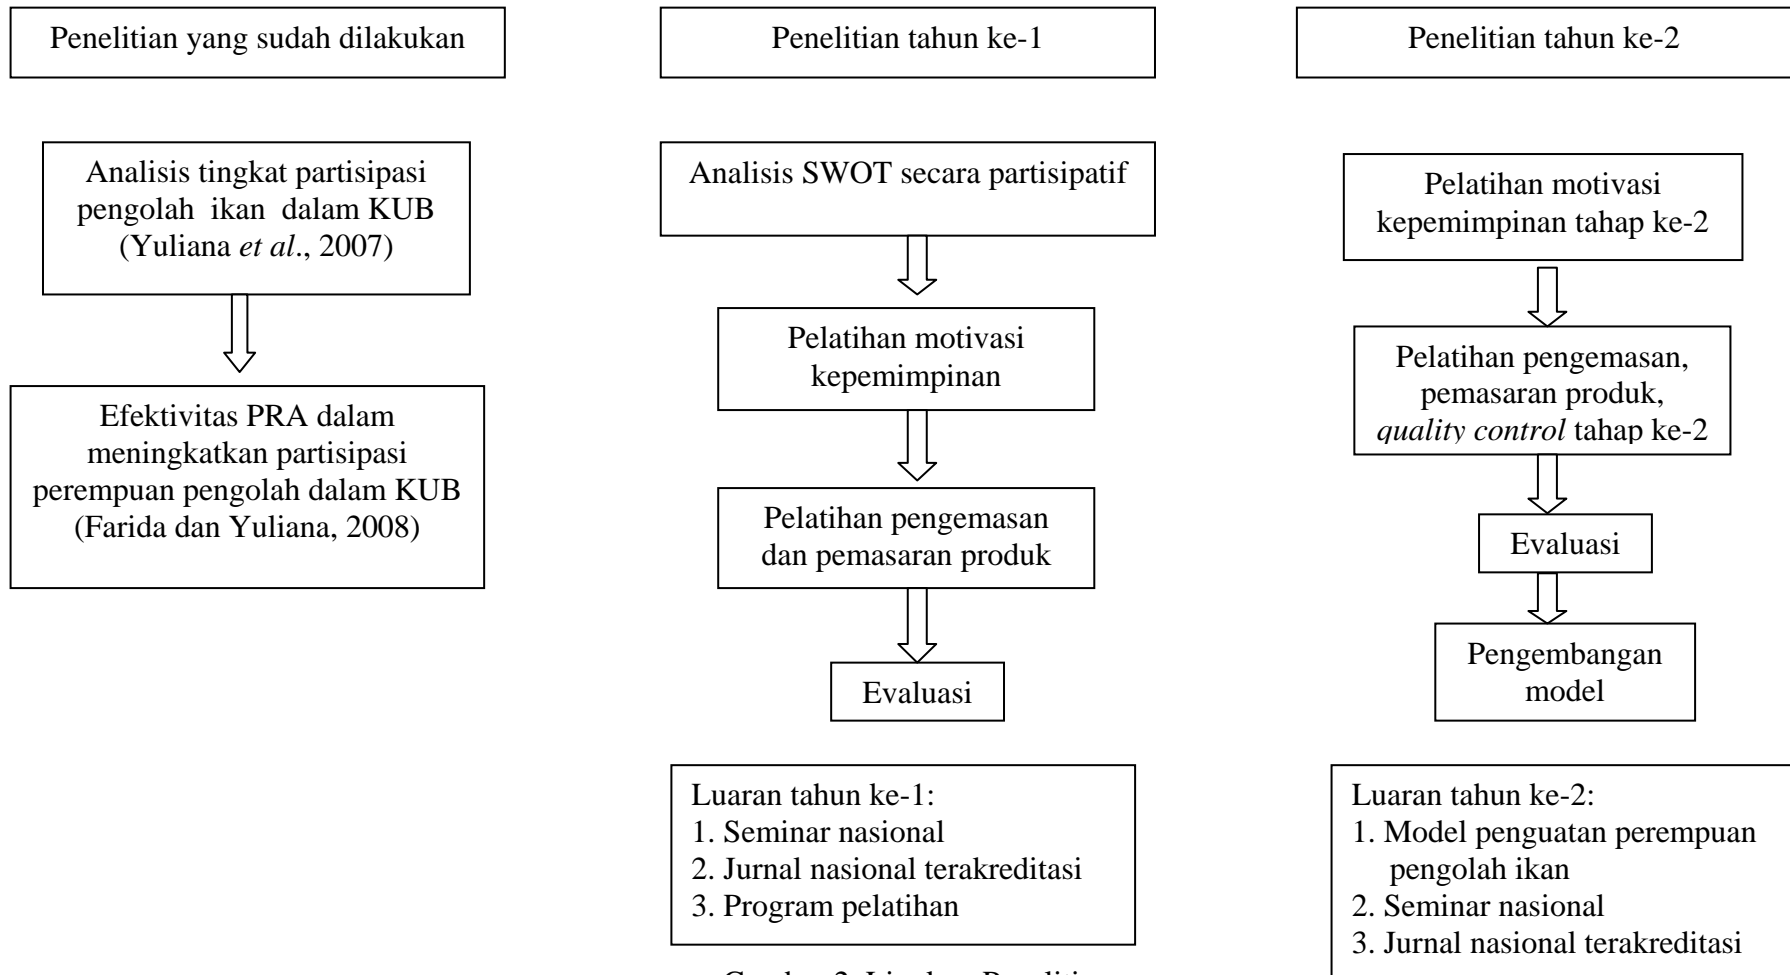 Penelitian yang sudah dilakukan
Analisis tingkat partisipasi
pengolah ikan dalam KUB
(Yuliana et al., 2007)
Efektivitas PRA dalam
meningkatkan partisipasi
perempuan pengolah dalam KUB
(Farida dan Yuliana, 2008)
Penelitian tahun ke-1
Analisis SWOT secara partisipatif
Pelatihan motivasi
kepemimpinan
Pelatihan pengemasan
dan pemasaran produk
Evaluasi
Luaran tahun ke-1:
1. Seminar nasional
2. Jurnal nasional terakreditasi
3. Program pelatihan
Penelitian tahun ke-2
Pelatihan motivasi
kepemimpinan tahap ke-2
Pelatihan pengemasan,
pemasaran produk,
quality control tahap ke-2
Evaluasi
Pengembangan
model
Luaran tahun ke-2:
1. Model penguatan perempuan
pengolah ikan
2. Seminar nasional
3. Jurnal nasional terakreditasi